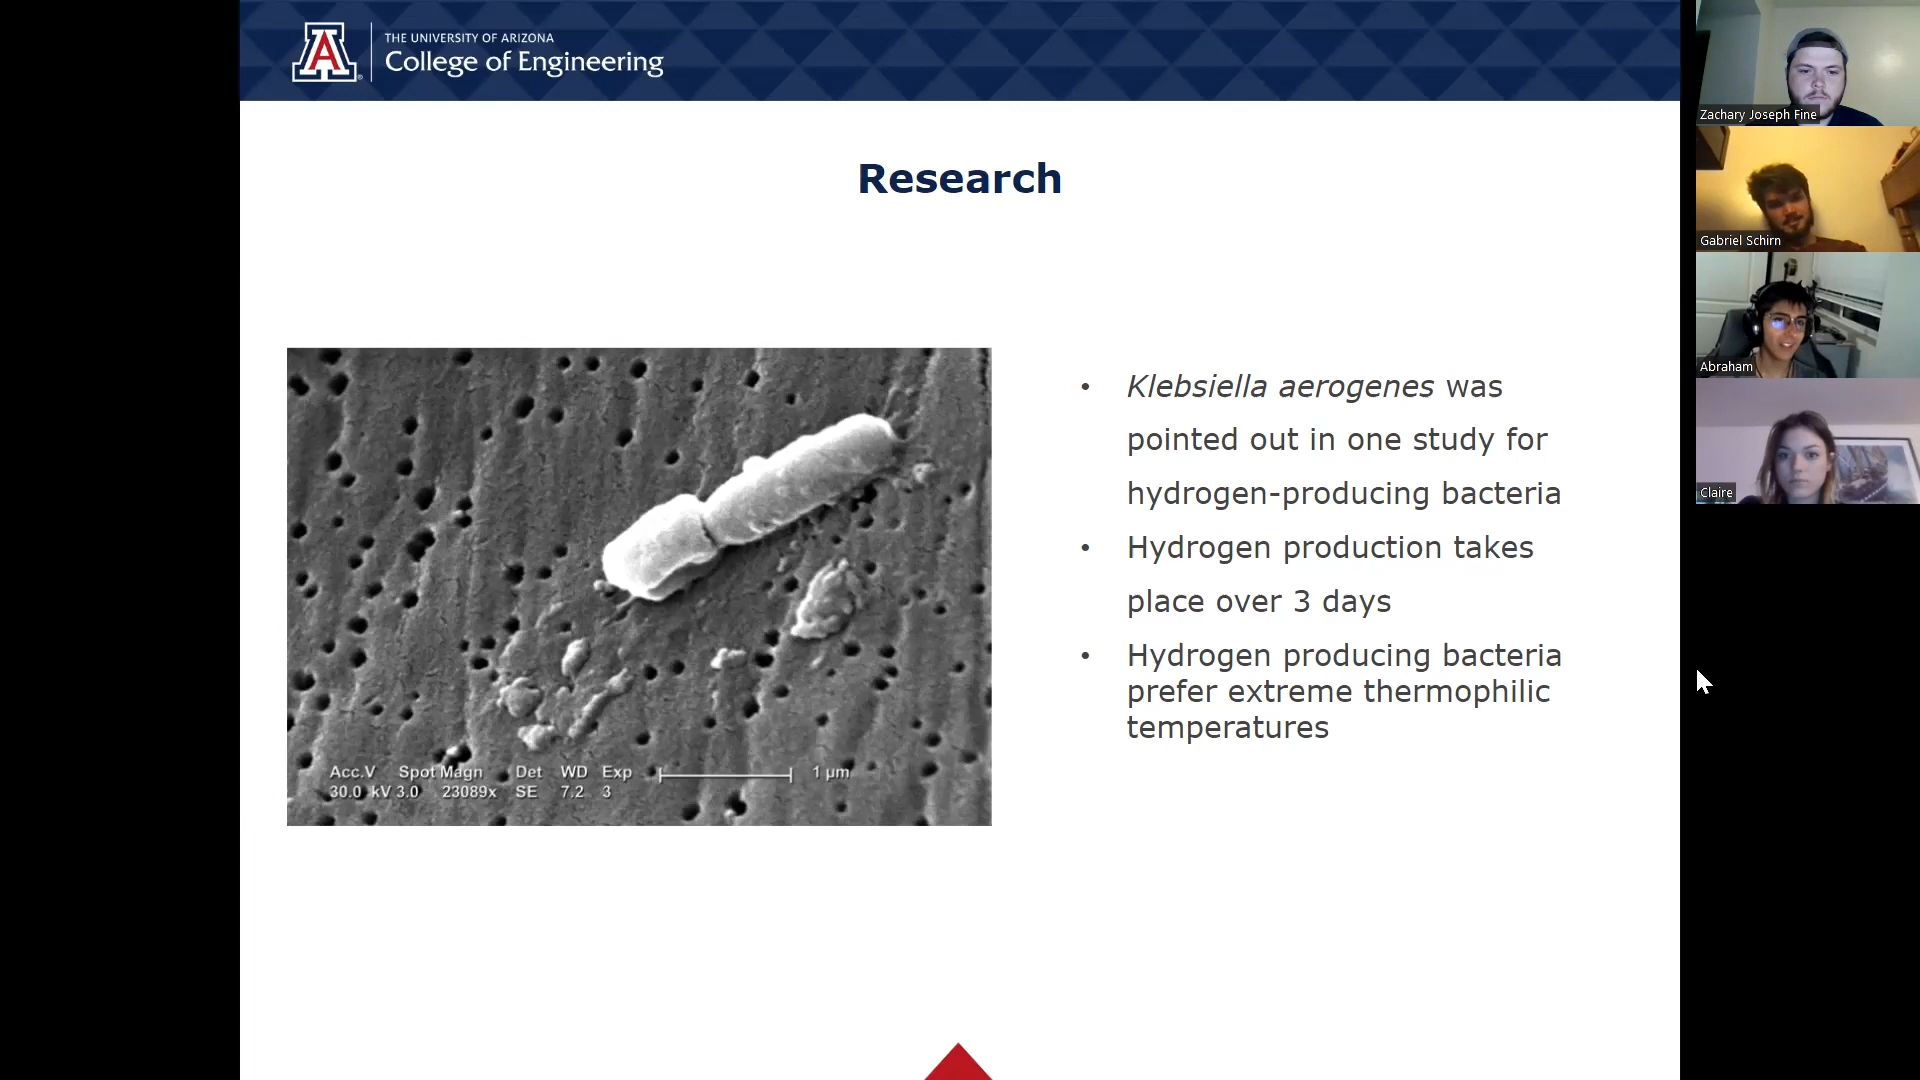 THE UNIVERSITY OF ARIZONA
College of Engineering
Research
• Klebsiella aerogenes was
pointed out in one study for
hydrogen-producing bacteria
• Hydrogen production takes
place over 3 days
• Hydrogen producing bacteria
prefer extreme thermophilic
temperatures
Acc.V Spot Magn Det WD Exp 1 µm
30.0 kV 3.0 23089x SE 7.2 3
Zachary Joseph Fine
Gabriel Schirn
Abraham
Claire